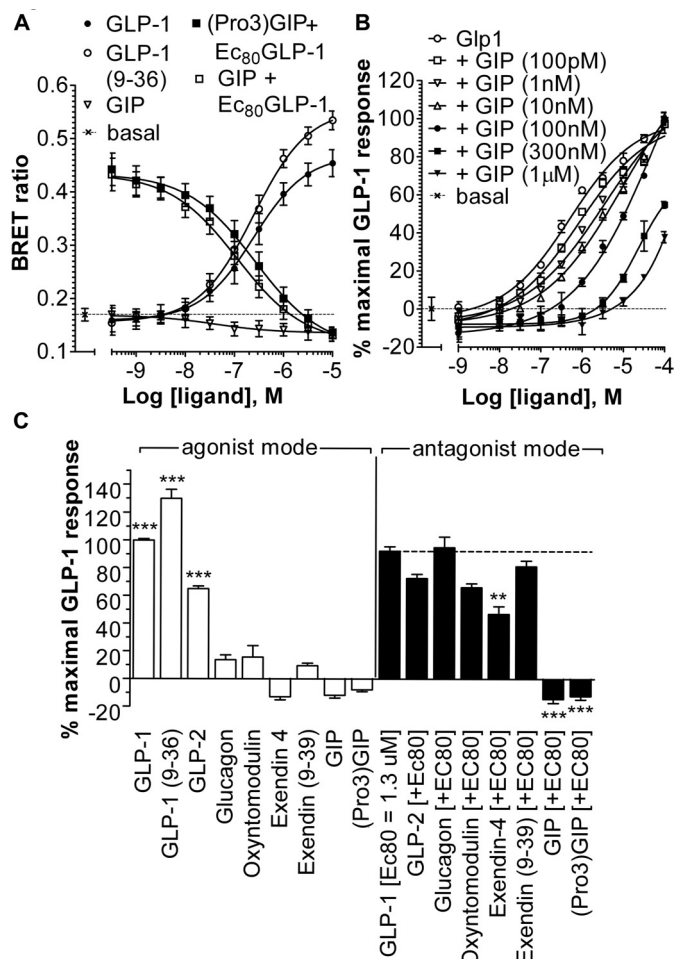 A
GLP-1
GLP-1
(9-36)
GIP
basal
(Pro3)GIP+
Ec80GLP-1
GIP +
Ec80GLP-1
BRET ratio
0.6
0.5
0.4
0.3
0.2
0.1
-9 -8 -7 -6 -5
Log [ligand], M
B
Glp1
+ GIP (100pM)
+ GIP (1nM)
+ GIP (10nM)
+ GIP (100nM)
+ GIP (300nM)
+ GIP (1μM)
basal
% maximal GLP-1 response
120
100
80
60
40
20
0
-20
-9 -8 -7 -6 -5 -4
Log [ligand], M
C
agonist mode
antagonist mode
% maximal GLP-1 response
140
120
100
80
60
40
20
0
-20
***
***
***
**
***
***
GLP-1
GLP-1 (9-36)
GLP-2
Glucagon
Oxyntomodulin
Exendin 4
Exendin (9-39)
GIP
(Pro3)GIP
GLP-1 [Ec80 = 1.3 uM]
GLP-2 [+Ec80]
Glucagon [+EC80]
Oxyntomodulin [+EC80]
Exendin-4 [+EC80]
Exendin (9-39) [+EC80]
GIP [+EC80]
(Pro3)GIP [+EC80]